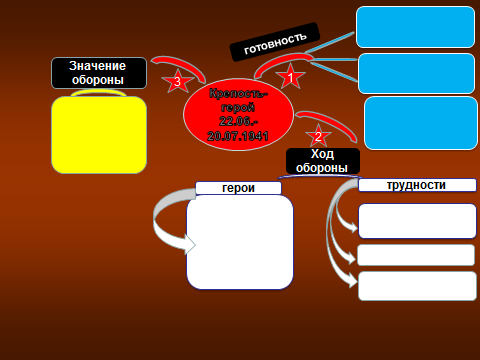 готовность
Значение
обороны
3
1
Крепость-
герой
22.06.-
20.07.1941
2
Ход
обороны
герои
трудности